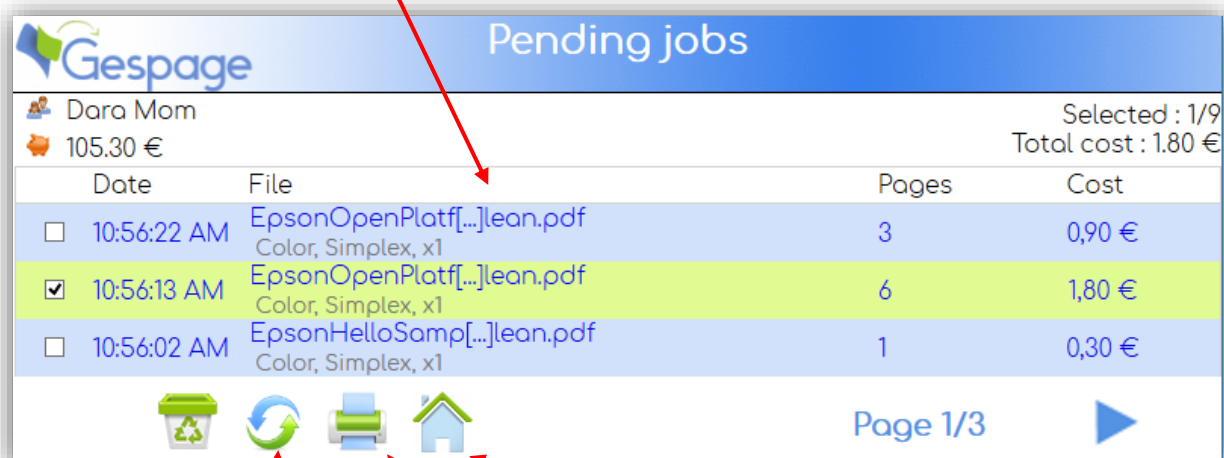 Gespage
Pending jobs
Dara Mom
Selected : 1/9
105.30 €
Total cost : 1.80 €
Date File Pages Cost
10:56:22 AM EpsonOpenPlatf[...]lean.pdf 3 0,90 €
Color, Simplex, x1
10:56:13 AM EpsonOpenPlatf[...]lean.pdf 6 1,80 €
Color, Simplex, x1
10:56:02 AM EpsonHelloSamp[...]lean.pdf 1 0,30 €
Color, Simplex, x1
Page 1/3